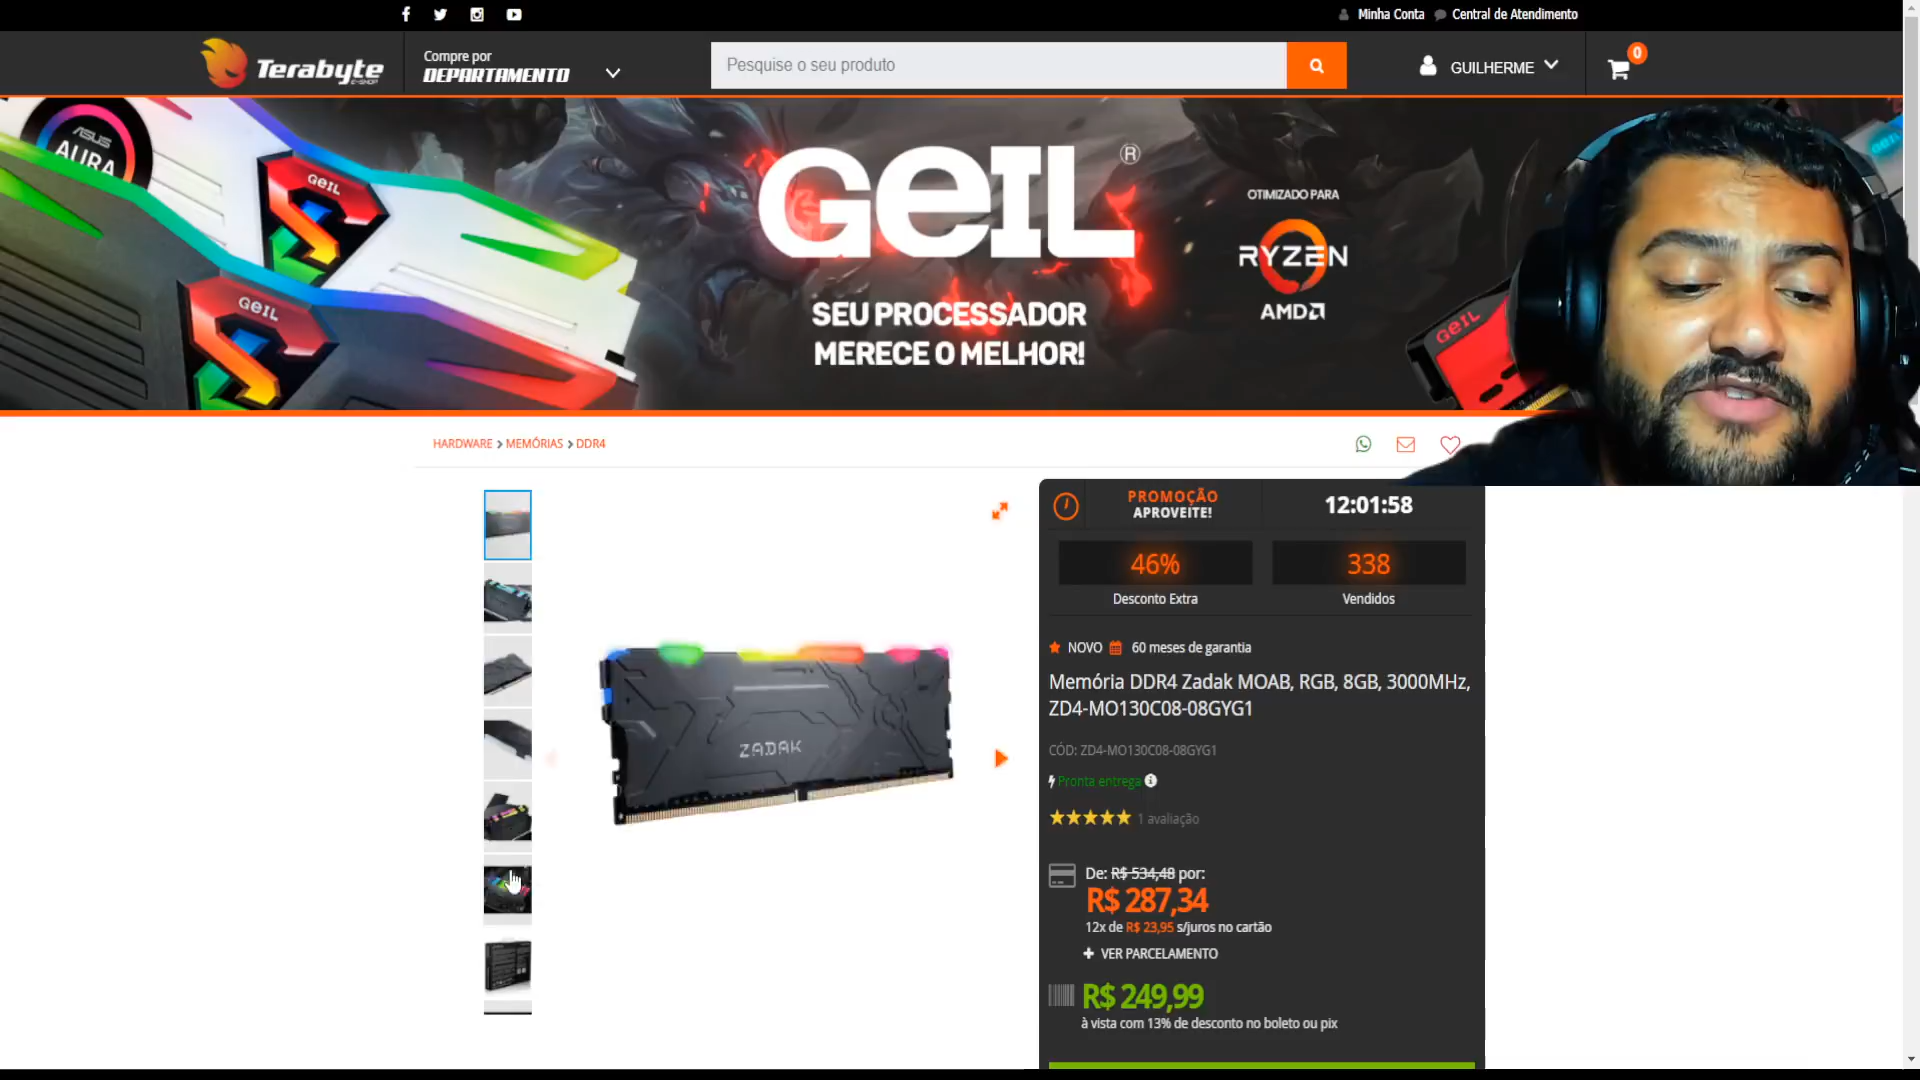 Minha Conta
Central de Atendimento
Terabyte
E-SHOP
Compre por
DEPARTAMENTO
Pesquise o seu produto
GUILHERME
0
ASUS
AURA
GeIL
GeIL
GeIL®
SEU PROCESSADOR
MERECE O MELHOR!
OTIMIZADO PARA
RYZEN
AMD
GeIL
HARDWARE > MEMÓRIAS > DDR4
ZADAK
PROMOÇÃO
APROVEITE!
12:01:58
46%
Desconto Extra
338
Vendidos
NOVO
60 meses de garantia
Memória DDR4 Zadak MOAB, RGB, 8GB, 3000MHz,
ZD4-MO130C08-08GYG1
CÓD: ZD4-MO130C08-08GYG1
Pronta entrega
1 avaliação
De: R$ 534,48 por:
R$ 287,34
12x de R$ 23,95 s/juros no cartão
+ VER PARCELAMENTO
R$ 249,99
à vista com 13% de desconto no boleto ou pix